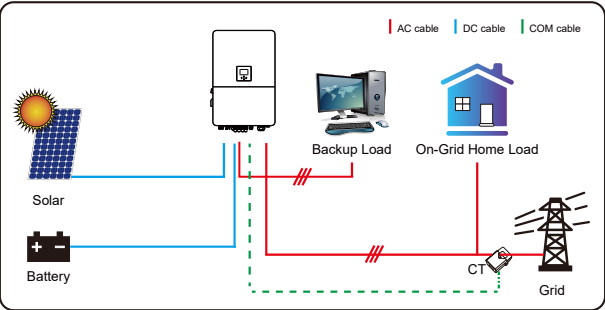 AC cable DC cable COM cable
Backup Load On-Grid Home Load
Solar
CT
Battery
Grid